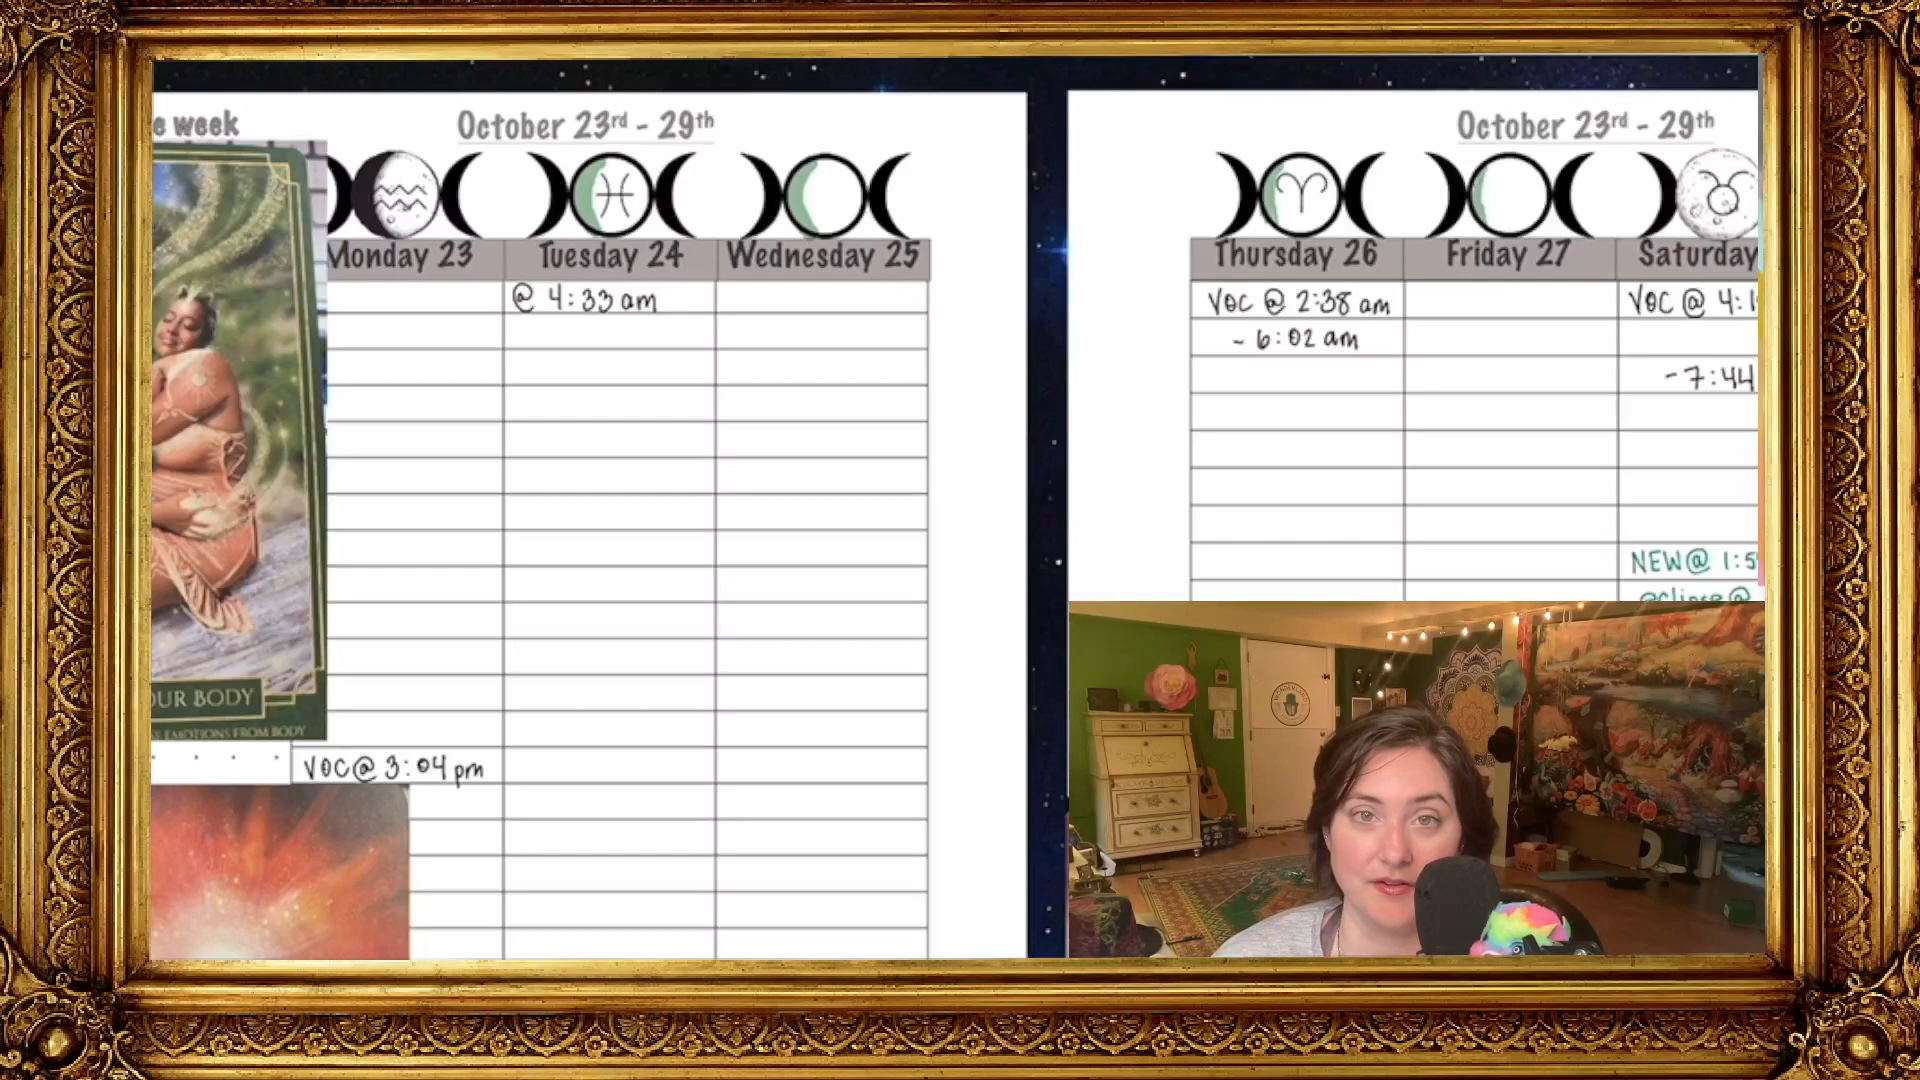 e week
October 23rd - 29th
Monday 23
Tuesday 24
Wednesday 25
@ 4:33 am
OUR BODY
EMOTIONS FROM BODY
VOC @ 3:04 pm
October 23rd - 29th
Thursday 26
Friday 27
Saturday
VOC @ 2:38 am
- 6:02 am
VOC @ 4:1
- 7:44
NEW @ 1:5
eclipse @